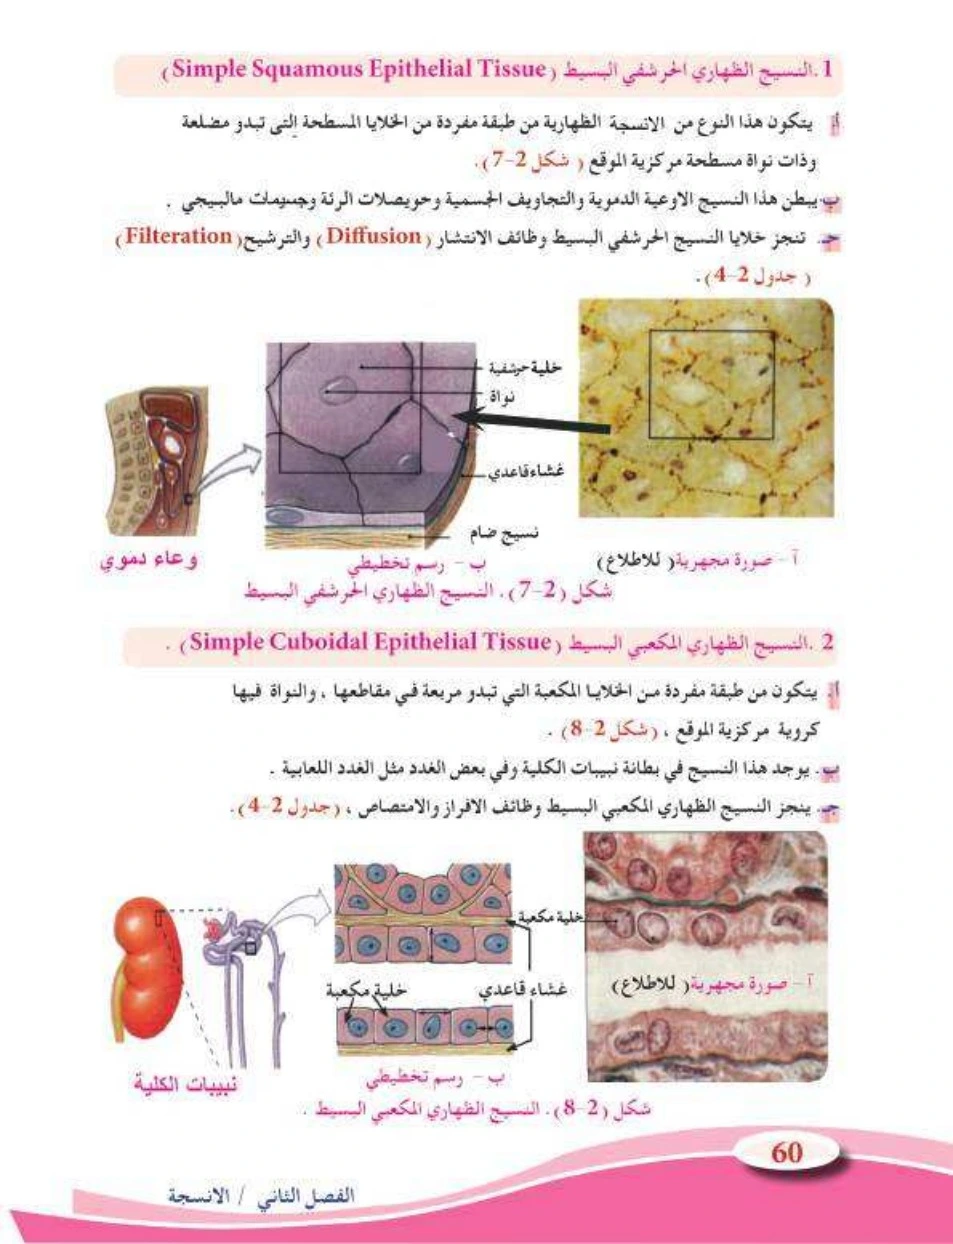 1 .النسيج الظهاري الحرشفي البسيط ( Simple Squamous Epithelial Tissue )
أ. يتكون هذا النوع من الانسجة الظهارية من طبقة مفردة من الخلايا المسطحة التي تبدو مضلعة
وذات نواة مسطحة مركزية الموقع ( شكل 2-7 ).
ب. يبطن هذا النسيج الاوعية الدموية والتجاويف الجسمية وحويصلات الرئة وجسيمات مالبيجي .
جـ. تنجز خلايا النسيج الحرشفي البسيط وظائف الانتشار ( Diffusion ) والترشيح( Filteration )
( جدول 2-4 ).
خلية حرشفية
نواة
غشاء قاعدي
نسيج ضام
وعاء دموي
آ - صورة مجهرية( للاطلاع)
ب - رسم تخطيطي
شكل ( 2-7 ). النسيج الظهاري الحرشفي البسيط
2 .النسيج الظهاري المكعبي البسيط ( Simple Cuboidal Epithelial Tissue ) .
أ. يتكون من طبقة مفردة من الخلايا المكعبة التي تبدو مربعة في مقاطعها ، والنواة فيها
كروية مركزية الموقع ، ( شكل 2-8 ) .
ب. يوجد هذا النسيج في بطانة نبيبات الكلية وفي بعض الغدد مثل الغدد اللعابية .
جـ. ينجز النسيج الظهاري المكعبي البسيط وظائف الافراز والامتصاص ، ( جدول 2-4 ).
خلية مكعبة
آ - صورة مجهرية( للاطلاع)
غشاء قاعدي
خلية مكعبة
ب - رسم تخطيطي
نبيبات الكلية
شكل ( 2-8 ). النسيج الظهاري المكعبي البسيط .
60
الفصل الثاني / الانسجة